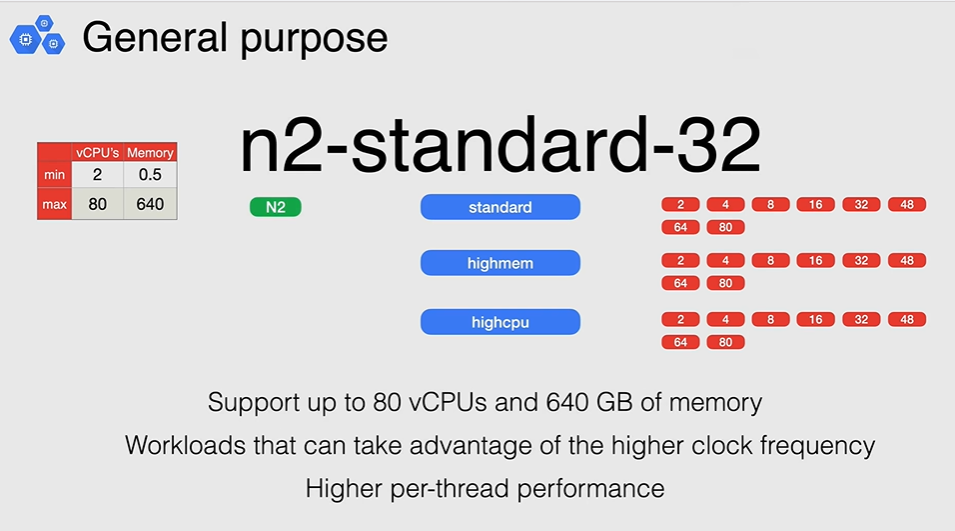 General purpose
n2-standard-32
vCPU's Memory
min 2 0.5
max 80 640
N2
standard 2 4 8 16 32 48
64 80
highmem 2 4 8 16 32 48
64 80
highcpu 2 4 8 16 32 48
64 80
Support up to 80 vCPUs and 640 GB of memory
Workloads that can take advantage of the higher clock frequency
Higher per-thread performance